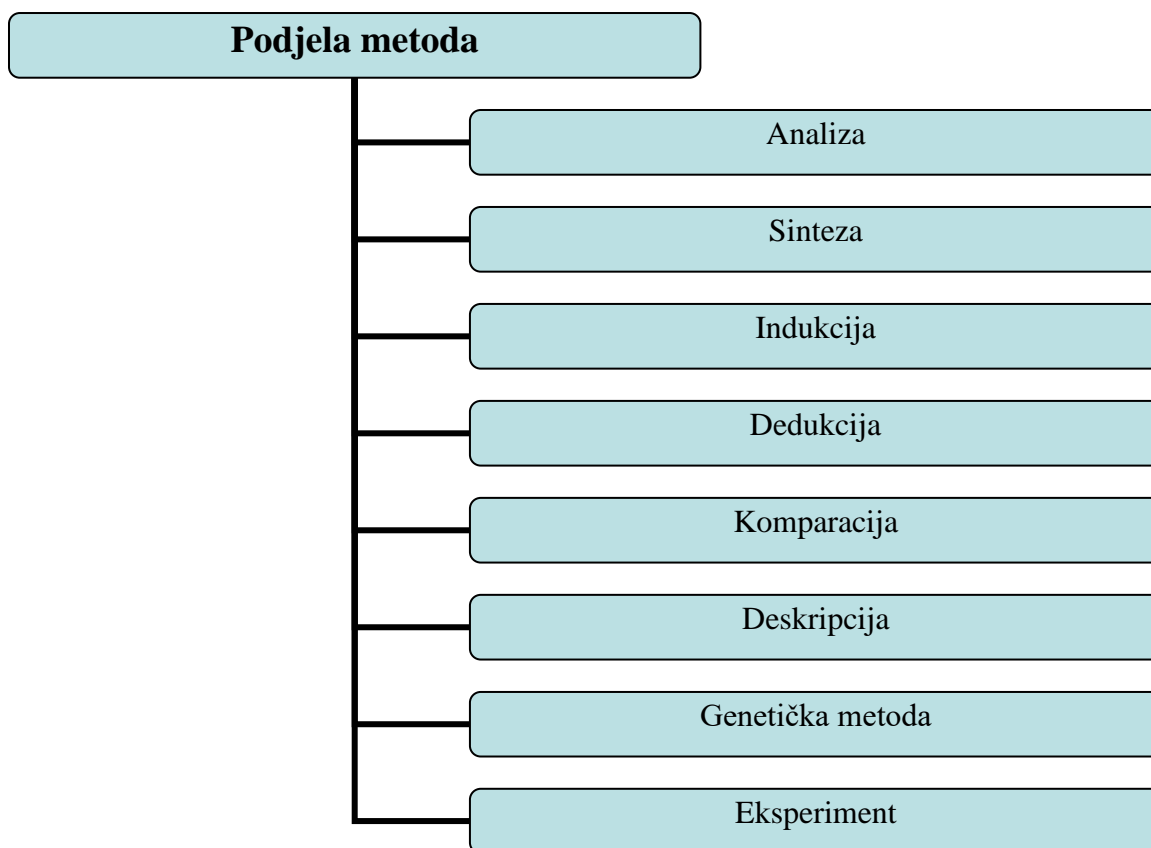 Podjela metoda
Analiza
Sinteza
Indukcija
Dedukcija
Komparacija
Deskripcija
Genetička metoda
Eksperiment